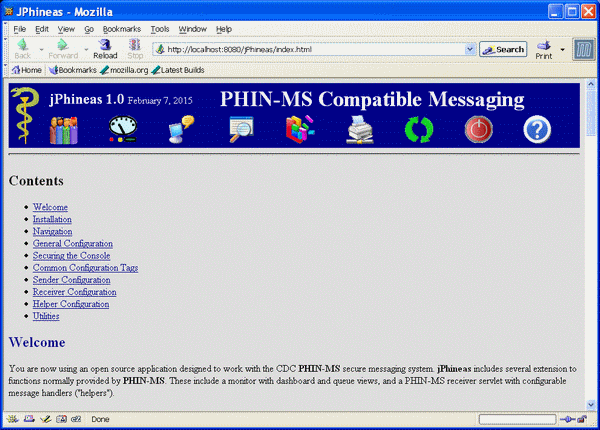 JPhineas - Mozilla
File Edit View Go Bookmarks Tools Window Help
Back Forward Reload Stop http://localhost:8080/jPhineas/index.html Search Print
Home Bookmarks mozilla.org Latest Builds
jPhineas 1.0 February 7, 2015 PHIN-MS Compatible Messaging
Contents
Welcome
Installation
Navigation
General Configuration
Securing the Console
Common Configuration Tags
Sender Configuration
Receiver Configuration
Helper Configuration
Utilities
Welcome
You are now using an open source application designed to work with the CDC PHIN-MS secure messaging system. jPhineas includes several extension to
functions normally provided by PHIN-MS. These include a monitor with dashboard and queue views, and a PHIN-MS receiver servlet with configurable
message handlers ("helpers").
Done